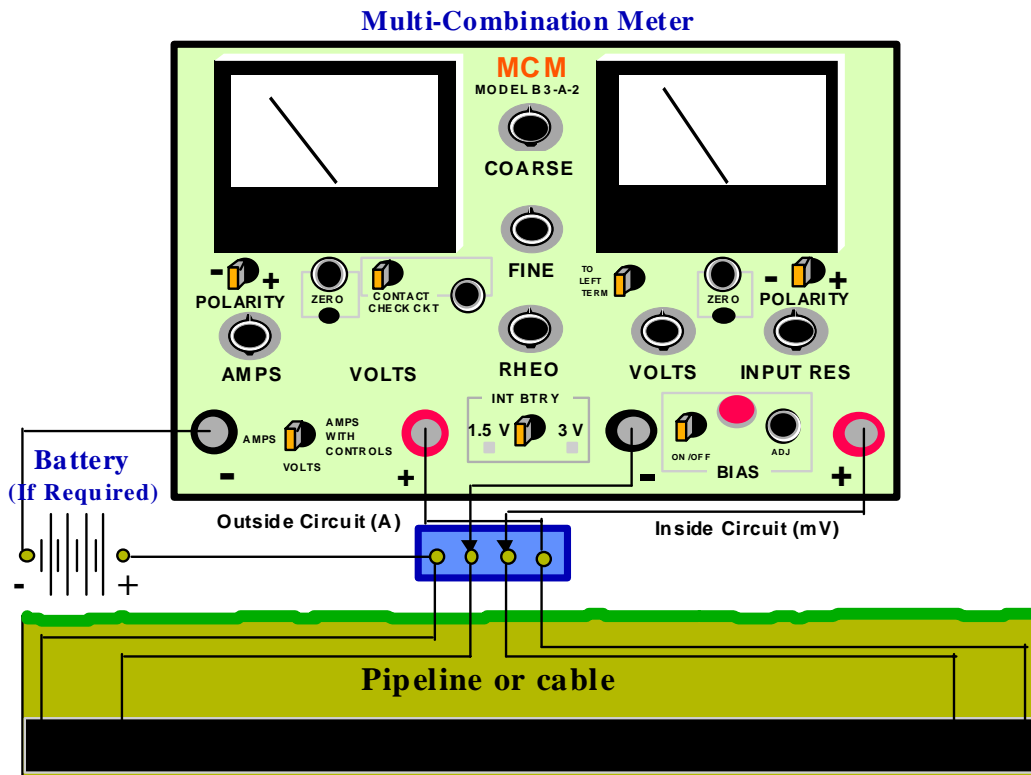 Multi-Combination Meter
MCM
MODEL B3-A-2
COARSE
FINE
- +
POLARITY
ZERO
CONTACT
CHECK CKT
TO
LEFT
TERM
ZERO
- +
POLARITY
AMPS
VOLTS
RHEO
VOLTS
INPUT RES
INT BTRY
1.5 V
3 V
AMPS
AMPS
WITH
CONTROLS
VOLTS
-
+
-
ON/OFF
ADJ
BIAS
+
Battery
(If Required)
- +
Outside Circuit (A)
Inside Circuit (mV)
Pipeline or cable